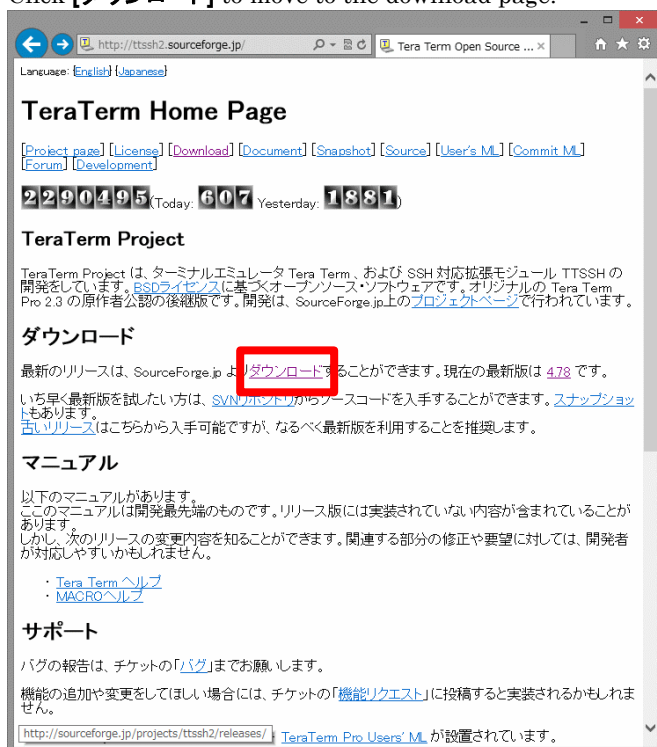 Click [ダウンロード] to move to the download page.
http://ttssh2.sourceforge.jp/
Tera Term Open Source ... ×
Language: [English] [Japanese]
TeraTerm Home Page
[Project page] [License] [Download] [Document] [Snapshot] [Source] [User's ML] [Commit ML]
[Forum] [Development]
2290495(Today: 607 Yesterday: 1881)
TeraTerm Project
TeraTerm Project は、ターミナルエミュレータ Tera Term 、および SSH 対応拡張モジュール TTSSH の
開発をしています。BSDライセンスに基づくオープンソース・ソフトウェアです。オリジナルの Tera Term
Pro 2.3 の原作者公認の後継版です。開発は、SourceForge.jp上のプロジェクトページで行われています。
ダウンロード
最新のリリースは、SourceForge.jp よりダウンロードすることができます。現在の最新版は 4.78 です。
いち早く最新版を試したい方は、SVNリポジトリからソースコードを入手することができます。スナップショッ
トもあります。
古いリリースはこちらから入手可能ですが、なるべく最新版を利用することを推奨します。
マニュアル
以下のマニュアルがあります。
ここのマニュアルは開発最先端のものです。リリース版には実装されていない内容が含まれていることが
あります。
しかし、次のリリースの変更内容を知ることができます。関連する部分の修正や要望に対しては、開発者
が対応しやすいかもしれません。
・ Tera Term ヘルプ
・ MACROヘルプ
サポート
バグの報告は、チケットの「バグ」までお願いします。
機能の追加や変更をしてほしい場合には、チケットの「機能リクエスト」に投稿すると実装されるかもしれま
せん。
http://sourceforge.jp/projects/ttssh2/releases/ TeraTerm Pro Users' ML が設置されています。